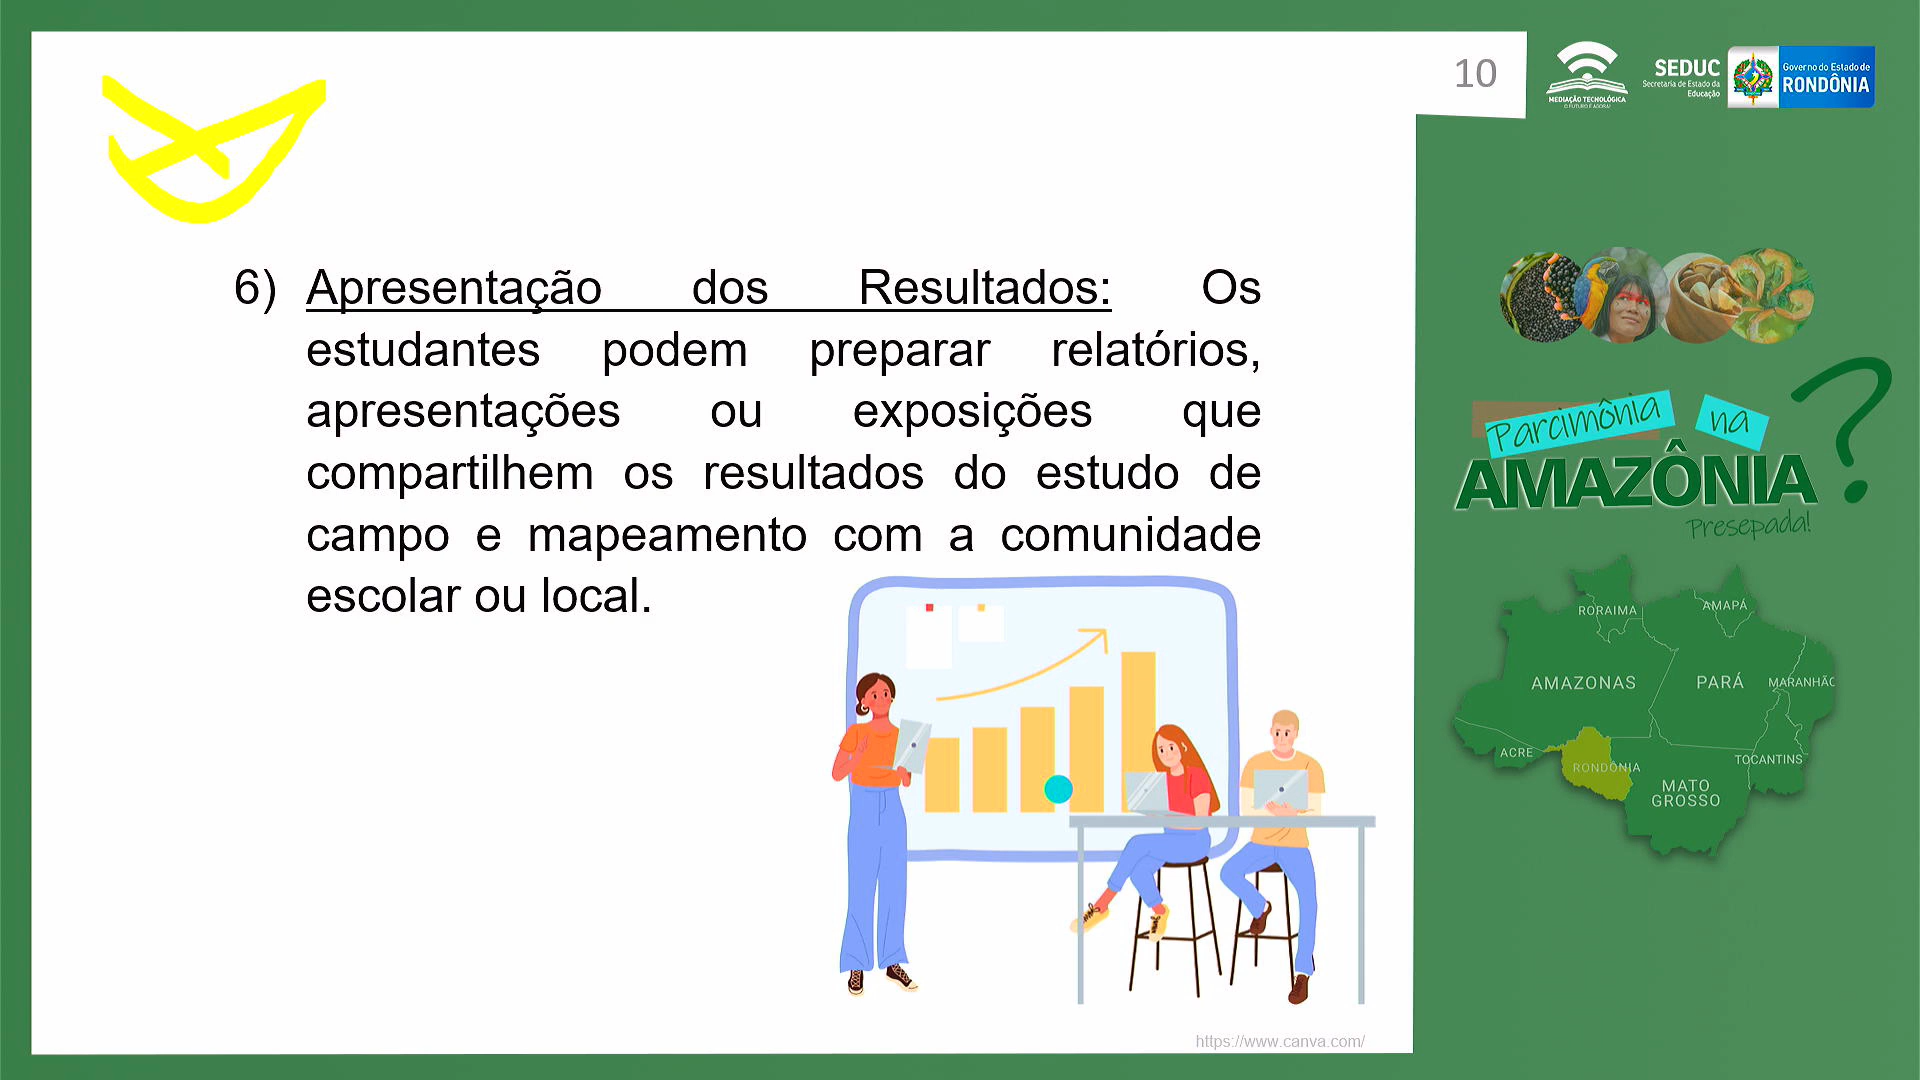 10
MEDIAÇÃO TECNOLÓGICA
O FUTURO É AGORA!
SEDUC
Secretaria de Estado da
Educação
Governo do Estado de
RONDÔNIA
6) Apresentação dos Resultados: Os
estudantes podem preparar relatórios,
apresentações ou exposições que
compartilhem os resultados do estudo de
campo e mapeamento com a comunidade
escolar ou local.
Parcimônia na
AMAZÔNIA?
Presepada!
RORAIMA
AMAPÁ
AMAZONAS
PARÁ
MARANHÃO
ACRE
RONDÔNIA
TOCANTINS
MATO
GROSSO
https://www.canva.com/